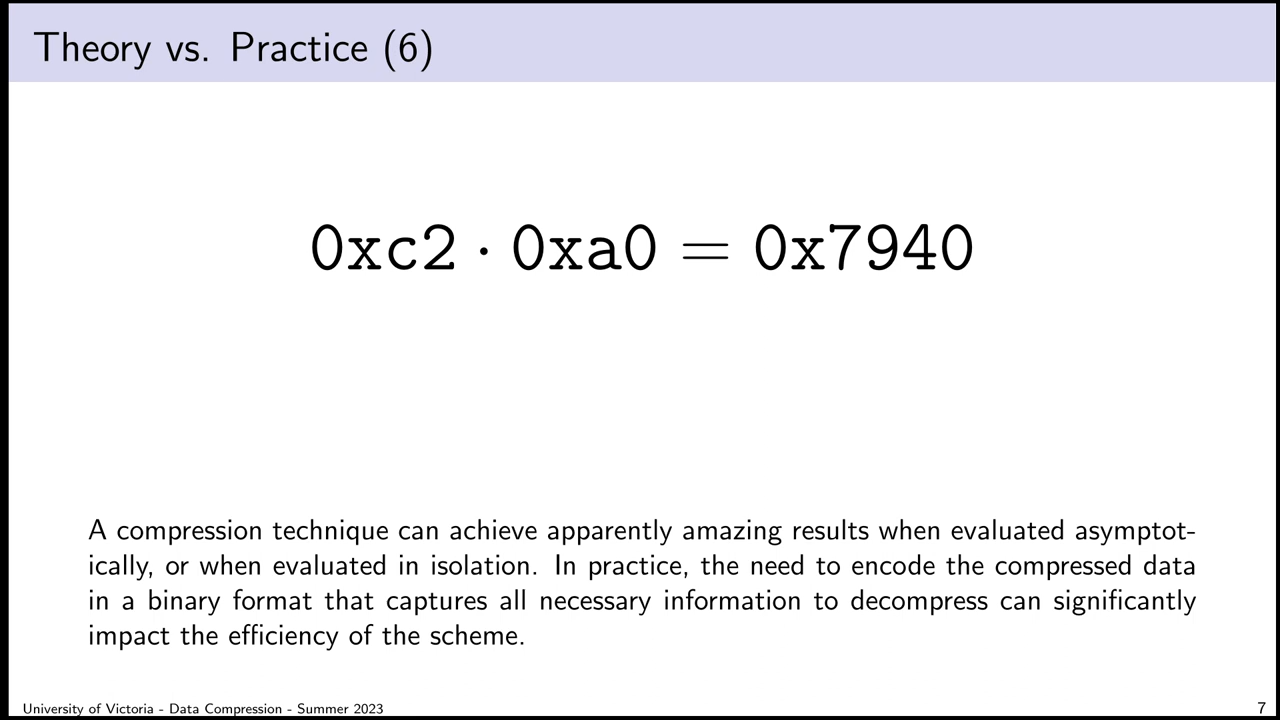 Theory vs. Practice (6)
0xc2 · 0xa0 = 0x7940
A compression technique can achieve apparently amazing results when evaluated asymptot-
ically, or when evaluated in isolation. In practice, the need to encode the compressed data
in a binary format that captures all necessary information to decompress can significantly
impact the efficiency of the scheme.
University of Victoria - Data Compression - Summer 2023
7